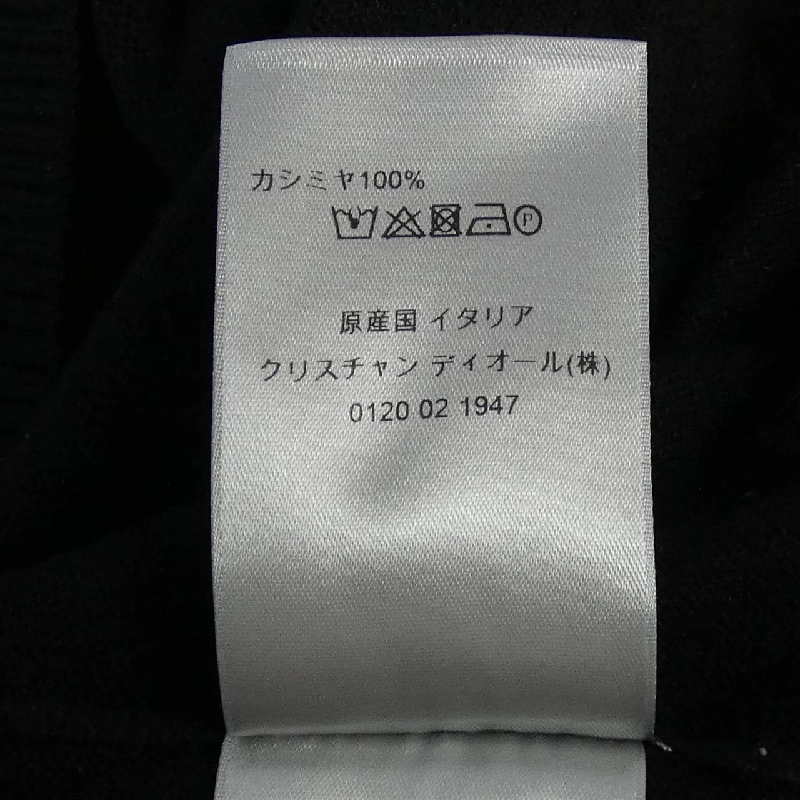 カシミヤ100%
P
原産国 イタリア
クリスチャン ディオール(株)
0120 02 1947